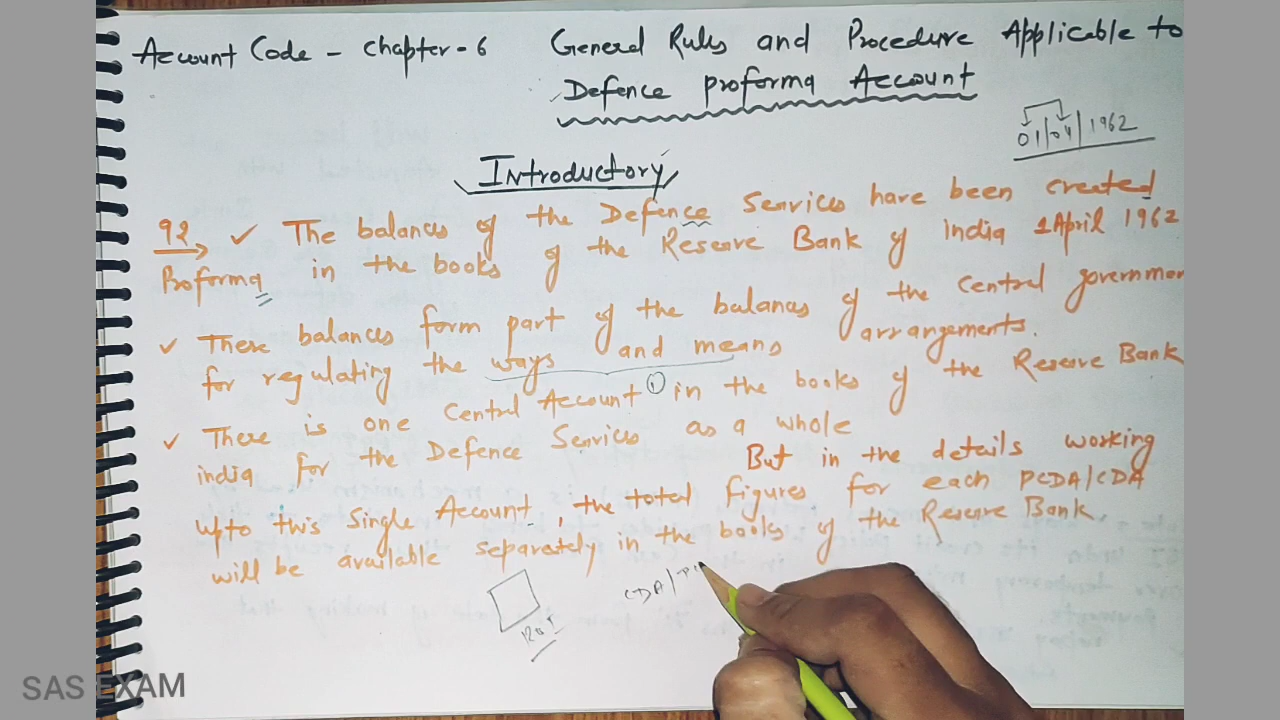 Account Code - Chapter-6 General Rules and Procedure Applicable to
Defence proforma Account
01/04/1962
Introductory
92 ✓ The balances of the Defence Services have been created
Proforma in the books of the Reserve Bank of india 1 April 1962
✓ These balances form part of the balances of the Central governmen
for regulating the ways and means arrangements.
✓ There is one Central Account ① in the books of the Reserve Bank
india for the Defence Services as a whole
But in the details working
upto this Single Account, the total figures for each PCDA/CDA
will be available separately in the books of the Reserve Bank.
CDA/
SAS EXAM